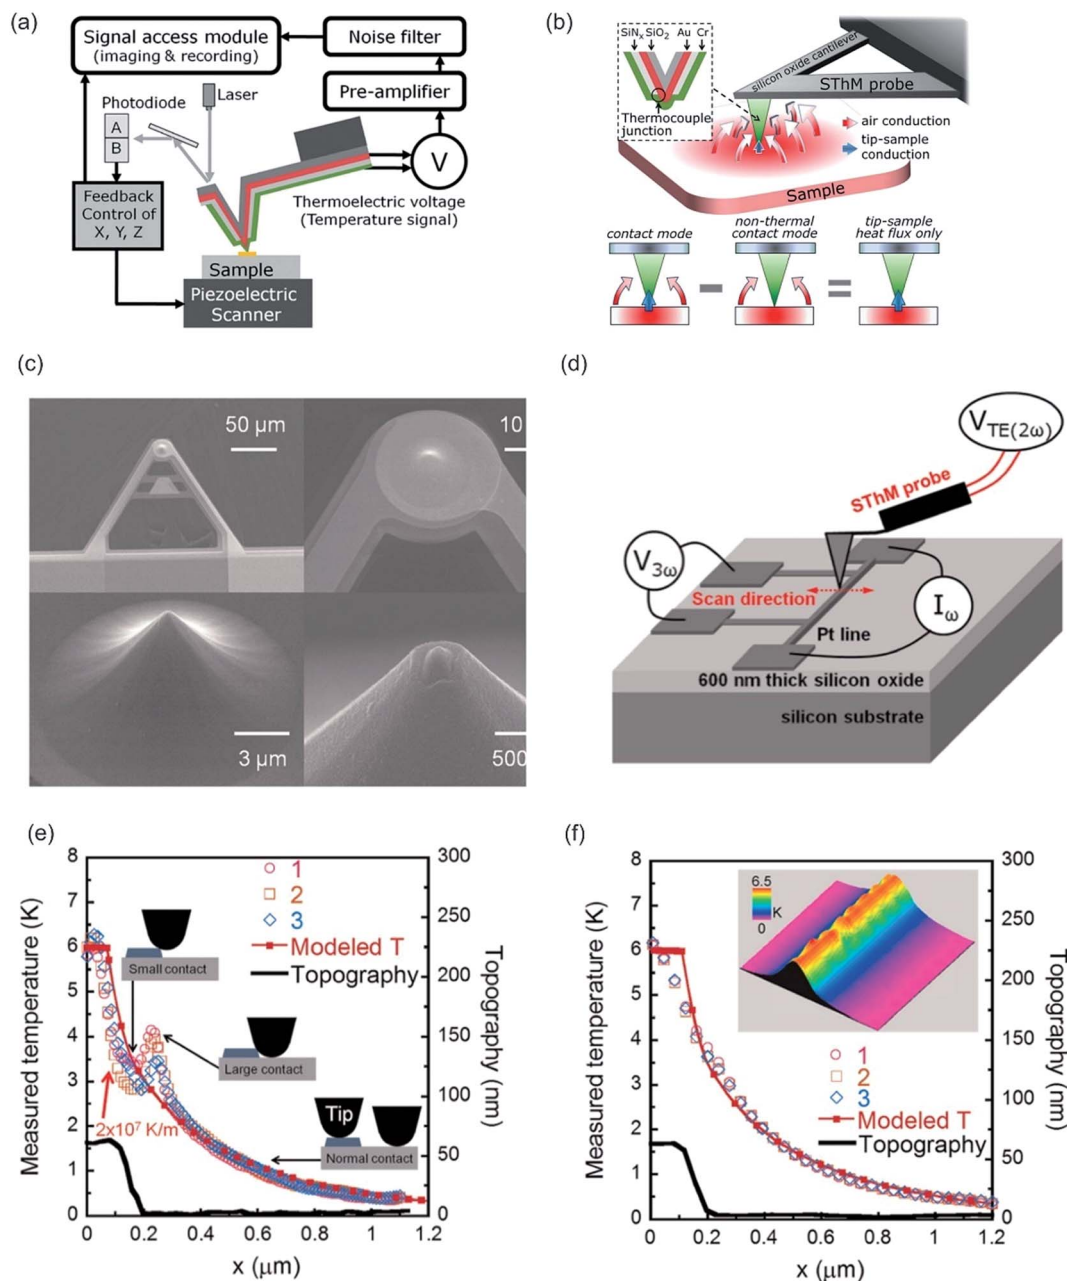 (a)
Signal access module
(imaging & recording)
Noise filter
Pre-amplifier
Laser
Photodiode
A
B
V
Feedback
Control of
X, Y, Z
Thermoelectric voltage
(Temperature signal)
Sample
Piezoelectric
Scanner
(b)
SiNx SiO2 Au Cr
Thermocouple
junction
silicon oxide cantilever
SThM probe
air conduction
tip-sample
conduction
Sample
contact mode
non-thermal
contact mode
tip-sample
heat flux only
(c)
50 μm
10
3 μm
500
(d)
VTE(2ω)
SThM probe
V3ω
Scan direction
Iω
Pt line
600 nm thick silicon oxide
silicon substrate
(e)
Measured temperature (K)
8
7
6
5
4
3
2
1
0
300
250
200
150
100
50
0
Topography (nm)
1
2
3
Modeled T
Topography
Small contact
Large contact
2x10⁷ K/m
Tip
Normal contact
0 0.2 0.4 0.6 0.8 1 1.2
x (μm)
(f)
Measured temperature (K)
8
7
6
5
4
3
2
1
0
300
250
200
150
100
50
0
Topography (nm)
6.5
K
0
1
2
3
Modeled T
Topography
0 0.2 0.4 0.6 0.8 1.0 1.2
x (μm)